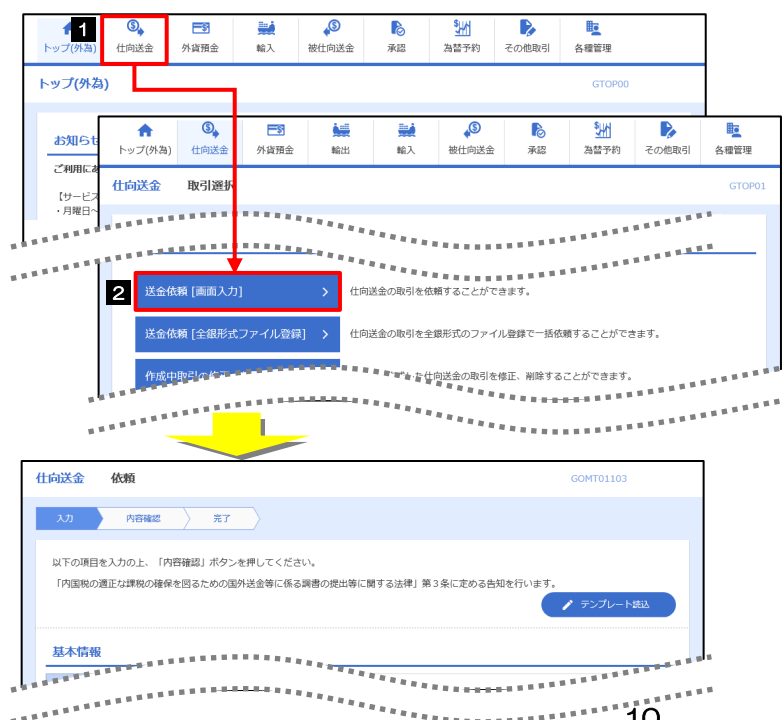 1
トップ(外為) 仕向送金 外貨預金 輸入 被仕向送金 承認 為替予約 その他取引 各種管理
トップ(外為) GTOP00
お知らせ
トップ(外為) 仕向送金 外貨預金 輸出 輸入 被仕向送金 承認 為替予約 その他取引 各種管理
ご利用にあ
仕向送金 取引選択 GTOP01
【サービス
・月曜日～
2
送金依頼 [画面入力] 仕向送金の取引を依頼することができます。
送金依頼 [全銀形式ファイル登録] 仕向送金の取引を全銀形式のファイル登録で一括依頼することができます。
作成中取引の 仕向送金の取引を修正、削除することができます。
仕向送金 依頼 GOMT01103
入力 内容確認 完了
以下の項目を入力の上、「内容確認」ボタンを押してください。
「内国税の適正な課税の確保を図るための国外送金等に係る調書の提出等に関する法律」第３条に定める告知を行います。
テンプレート読込
基本情報